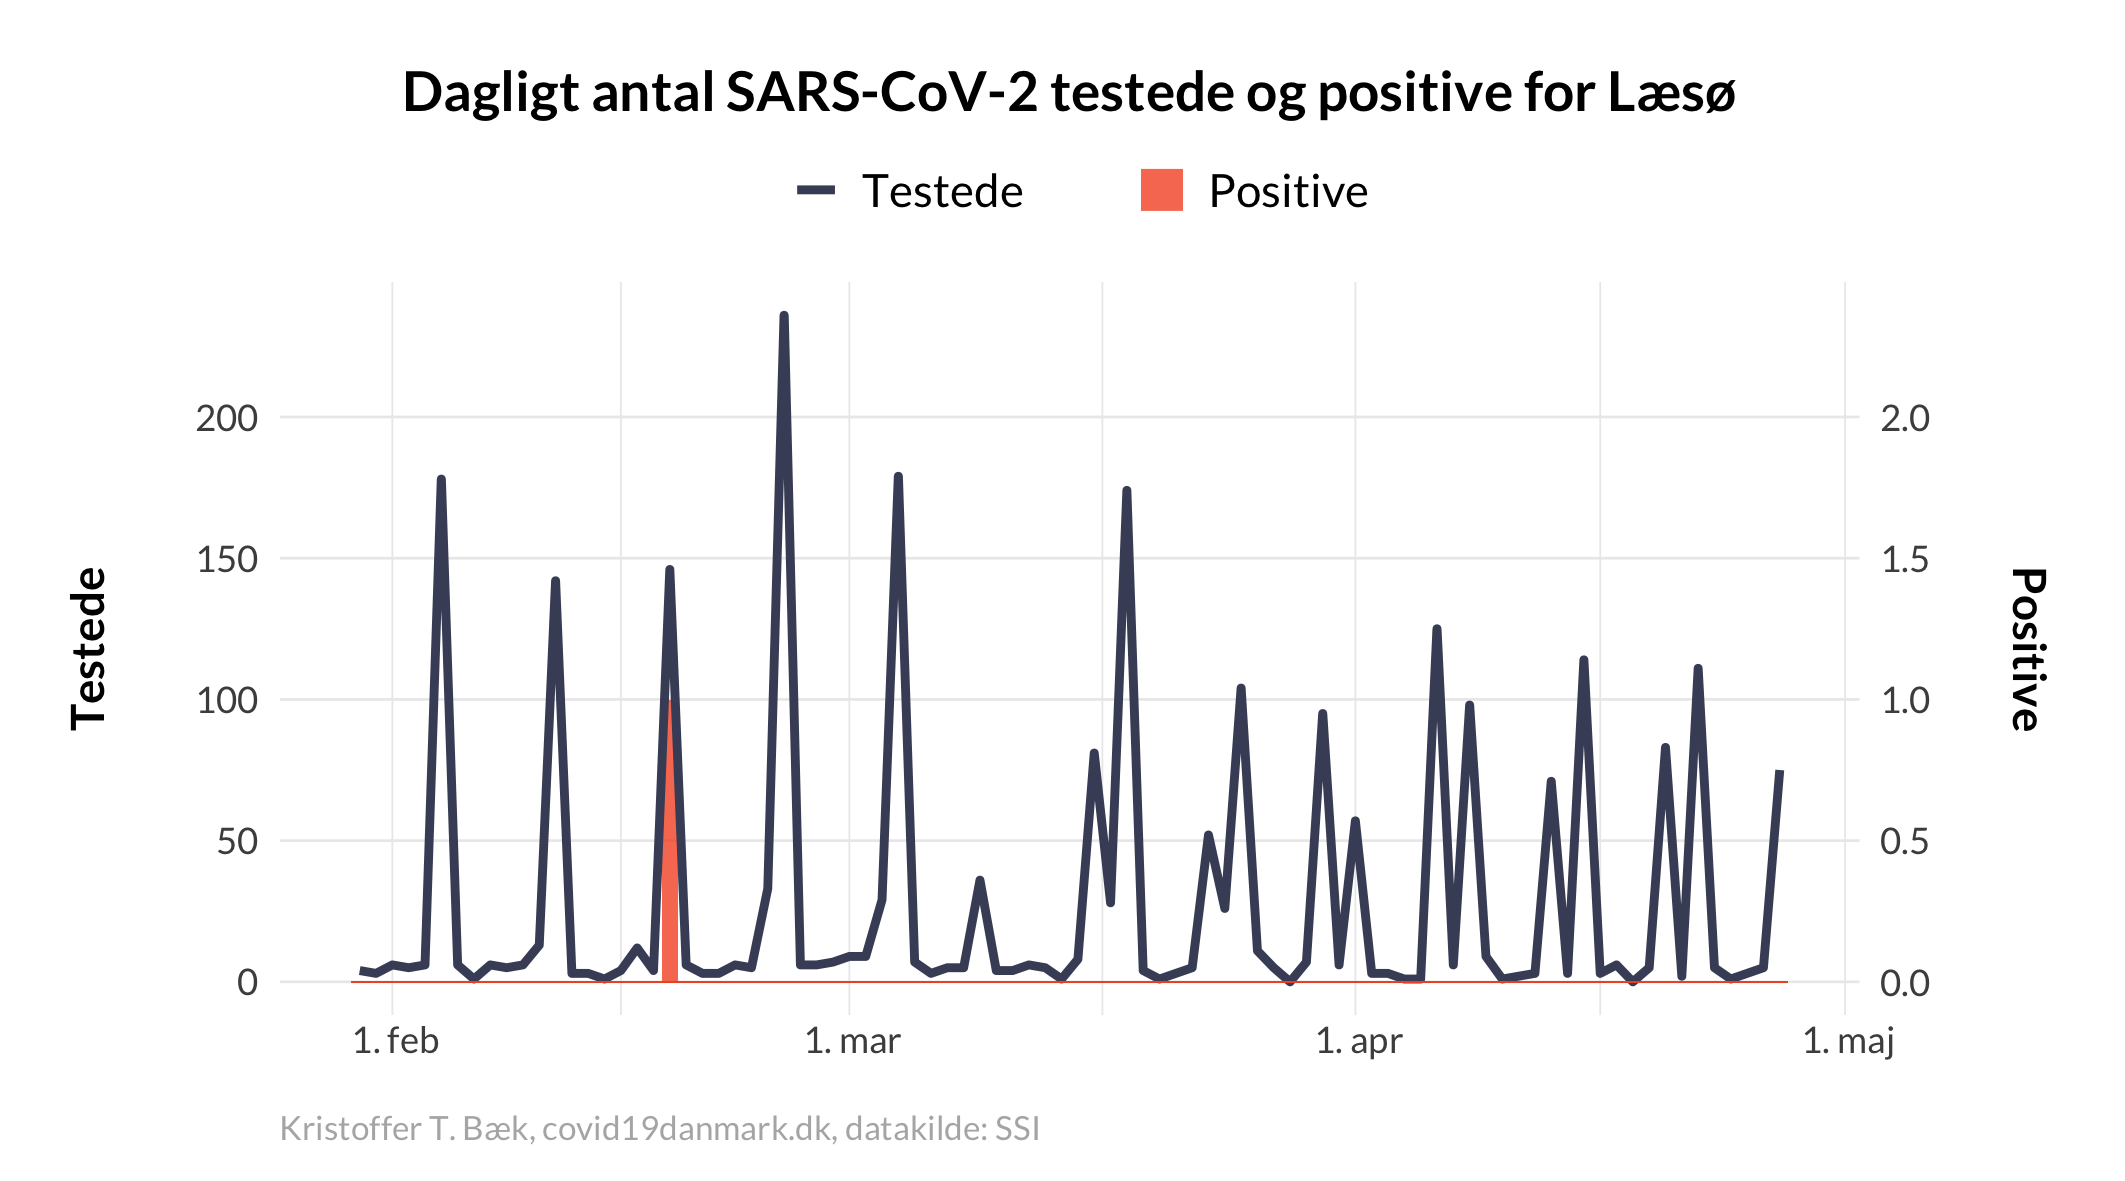 Dagligt antal SARS-CoV-2 testede og positive for Læsø
Testede
Positive
Testede
200
150
100
50
0
2.0
1.5
1.0
0.5
0.0
Positive
1. feb
1. mar
1. apr
1. maj
Kristoffer T. Bæk, covid19danmark.dk, datakilde: SSI